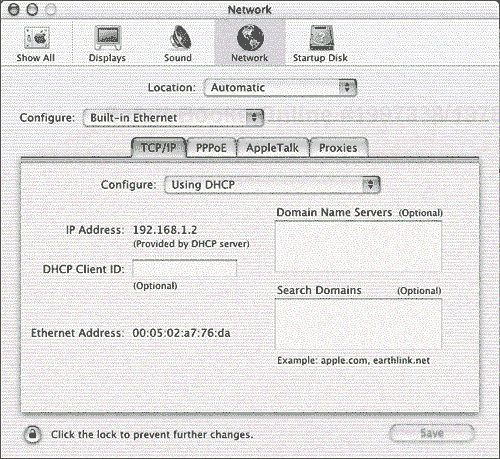 Network
Show All Displays Sound Network Startup Disk
Location: Automatic
Configure: Built-in Ethernet
TCP/IP PPPoE AppleTalk Proxies
Configure: Using DHCP
Domain Name Servers (Optional)
IP Address: 192.168.1.2
(Provided by DHCP server)
DHCP Client ID:
(Optional)
Search Domains (Optional)
Ethernet Address: 00:05:02:a7:76:da
Example: apple.com, earthlink.net
Click the lock to prevent further changes.
Save